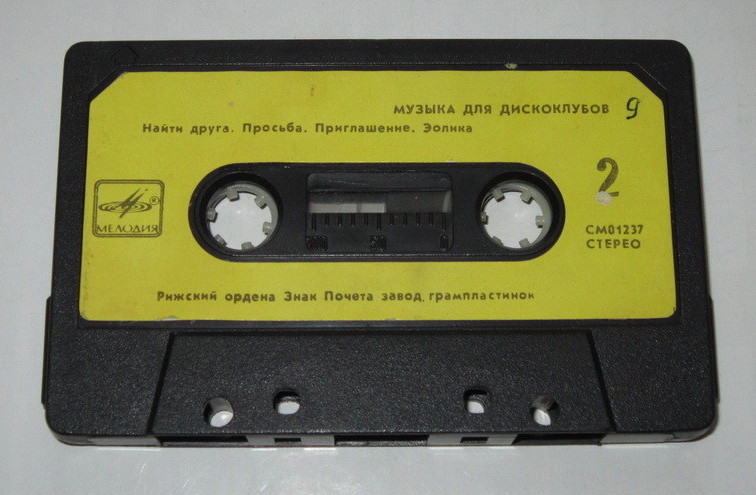 МУЗЫКА ДЛЯ ДИСКОКЛУБОВ 9
Найти друга. Просьба. Приглашение. Эолика
2
МЕЛОДИЯ ®
СМ01237
СТЕРЕО
Рижский ордена Знак Почета завод грампластинок